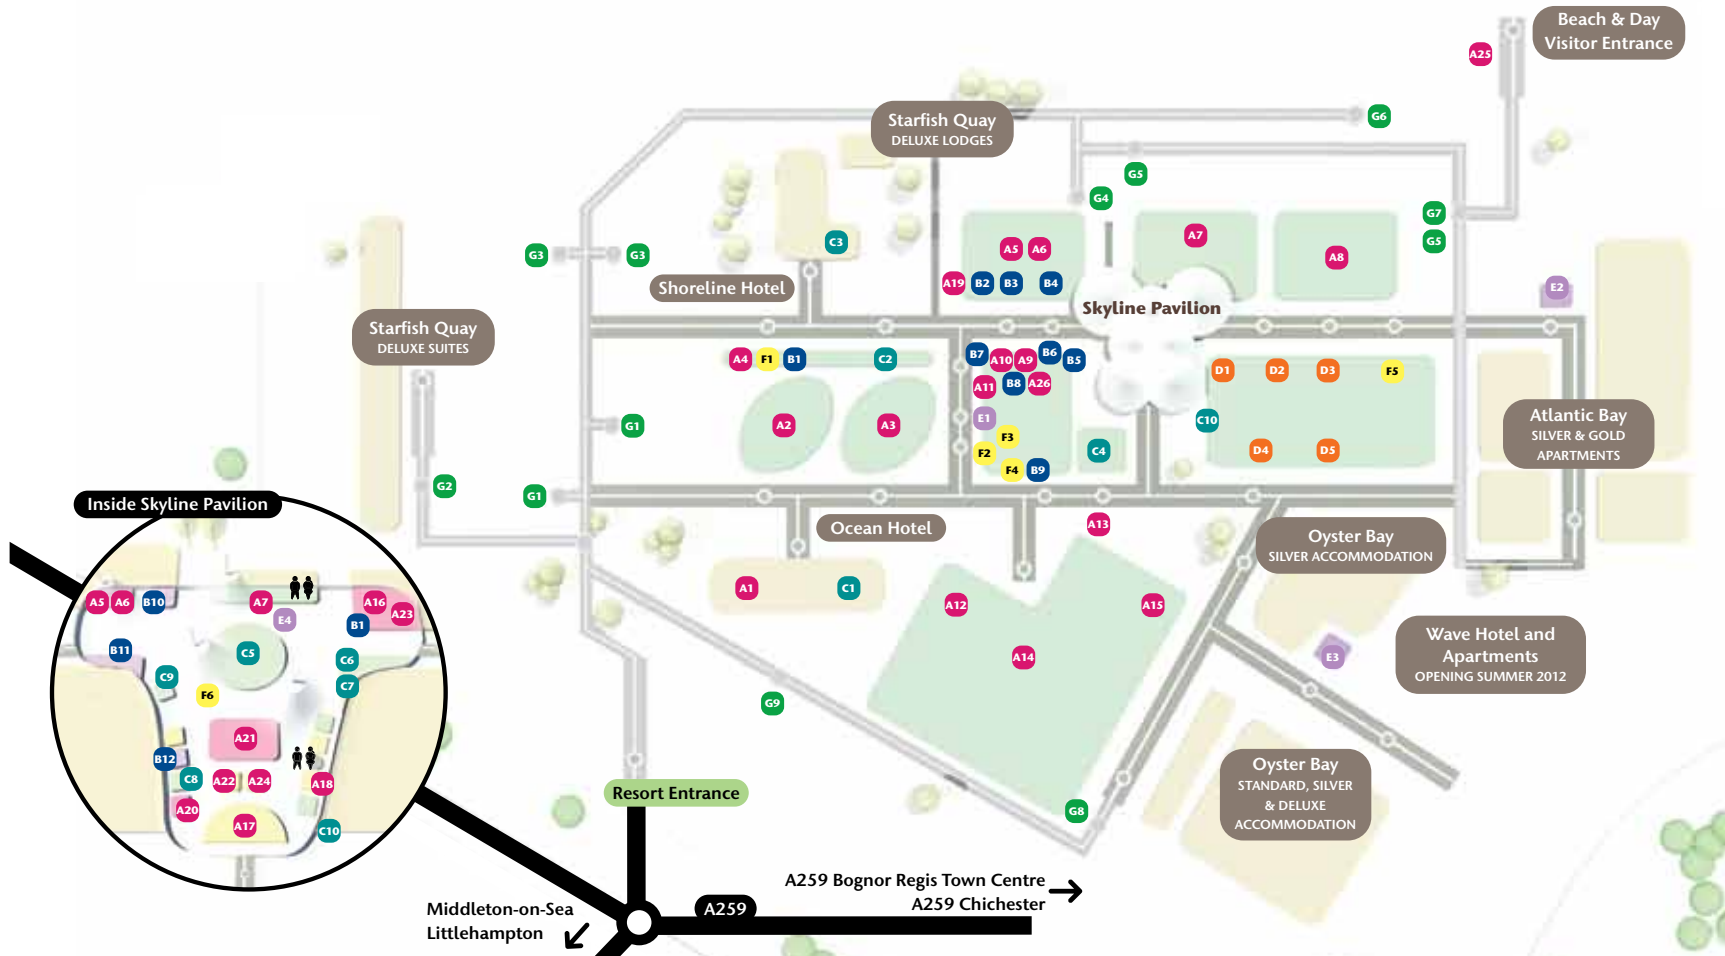 Beach & Day
Visitor Entrance
A25
G6
Starfish Quay
DELUXE LODGES
G5
G4
G7
G5
A7
A8
C3
A5 A6
G3 G3
A19 B2 B3 B4
Shoreline Hotel
E2
Skyline Pavilion
Starfish Quay
DELUXE SUITES
A4 F1 B1 C2
B7 A10 A9 B6 B5
A11 B8 A26
D1 D2 D3 F5
E1
C10
A2 A3
G1
F3
F2
F4 B9
C4
D4 D5
Atlantic Bay
SILVER & GOLD
APARTMENTS
G2
G1
Ocean Hotel
A13
Oyster Bay
SILVER ACCOMMODATION
A1 C1
A12 A15
A14
Wave Hotel and
Apartments
OPENING SUMMER 2012
E3
G9
Oyster Bay
STANDARD, SILVER
& DELUXE
ACCOMMODATION
G8
Inside Skyline Pavilion
A5 A6 B10 A7 A16
A23
E4
B1
B11
C5
C6
C9
C7
F6
A21
B12
C8 A22 A24 A18
A20
A17
C10
Resort Entrance
A259 Bognor Regis Town Centre
A259 Chichester
A259
Middleton-on-Sea
Littlehampton